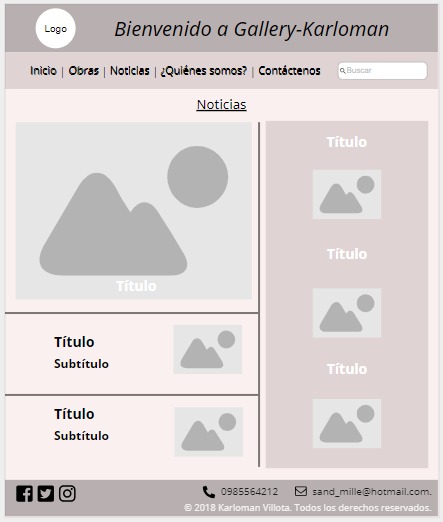 Logo
Bienvenido a Gallery-Karloman
Inicio | Obras | Noticias | ¿Quiénes somos? | Contáctenos
Buscar
Noticias
Título
Título
Subtítulo
Título
Subtítulo
Título
Título
Título
0985564212
sand_mille@hotmail.com.
© 2018 Karloman Villota. Todos los derechos reservados.